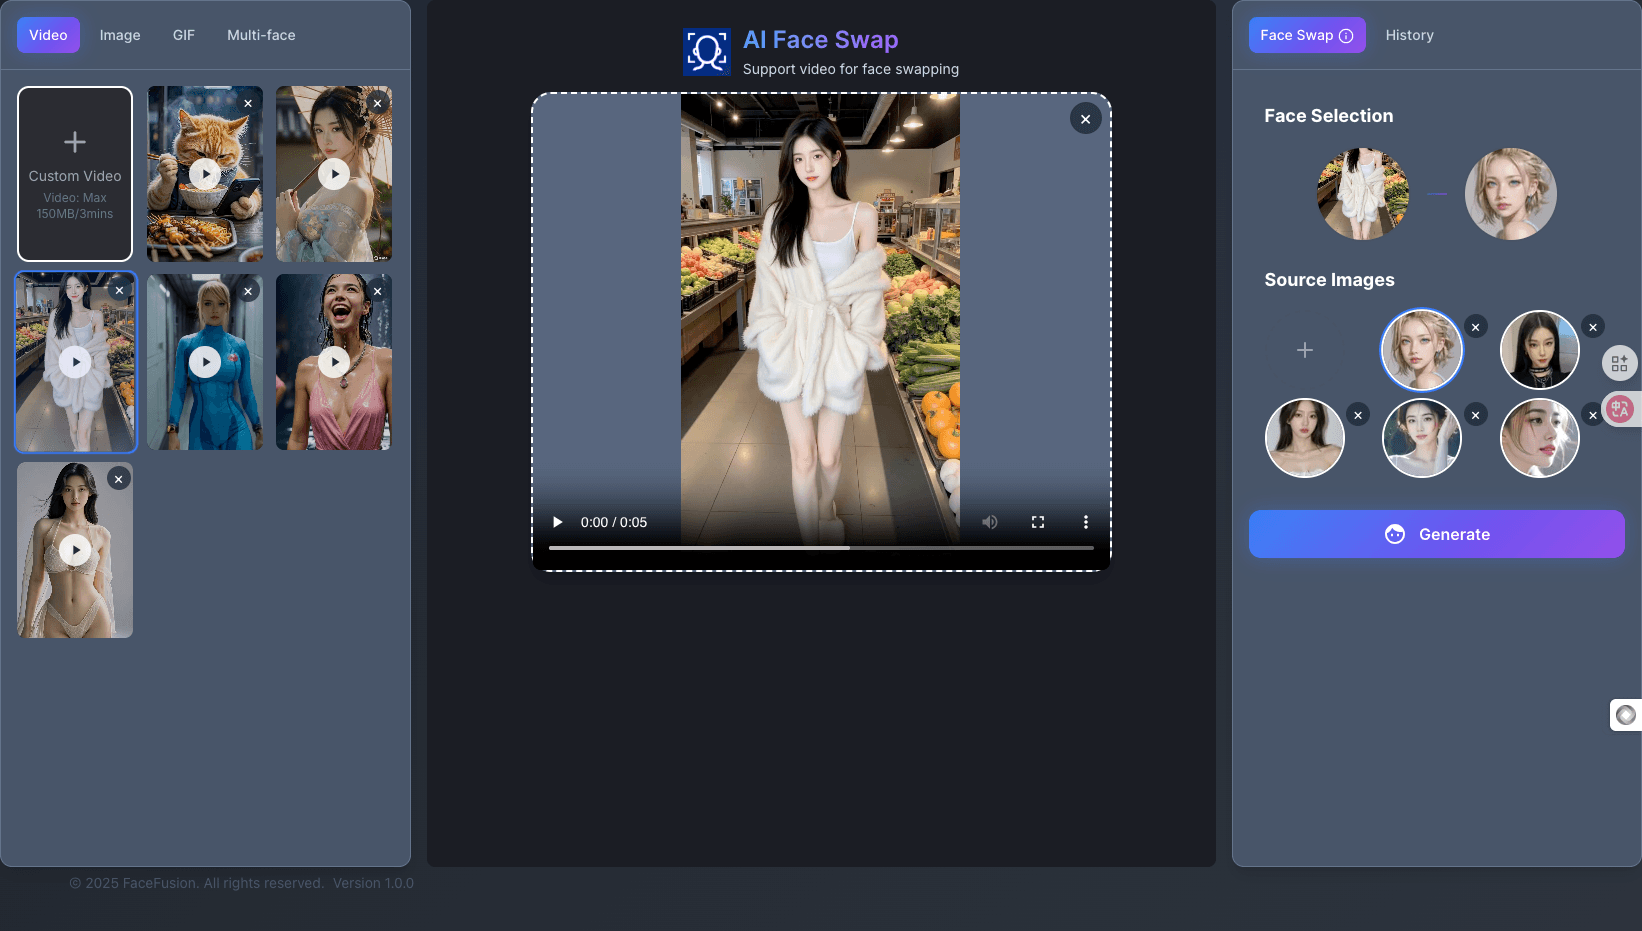 Video
Image
GIF
Multi-face
Custom Video
Video: Max
150MB/3mins
AI Face Swap
Support video for face swapping
0:00 / 0:05
Face Swap
History
Face Selection
Source Images
中
A
Generate
© 2025 FaceFusion. All rights reserved. Version 1.0.0